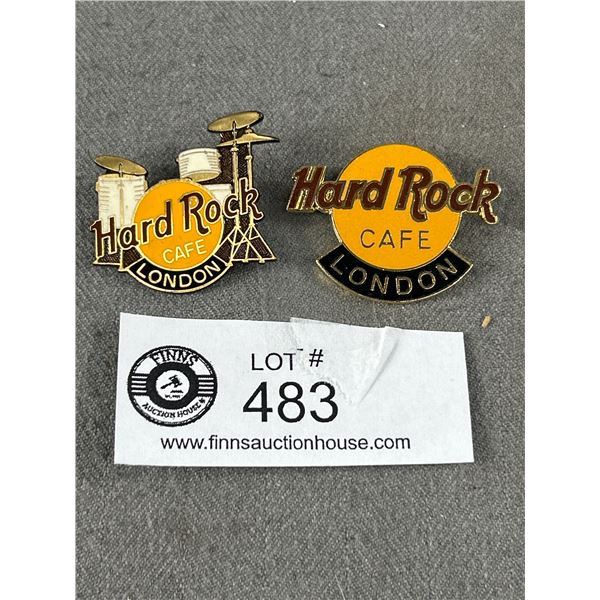 Hard Rock
CAFE
LONDON
Hard Rock
CAFE
LONDON
FINNS
AUCTION HOUSE
LOT #
483
www.finnsauctionhouse.com